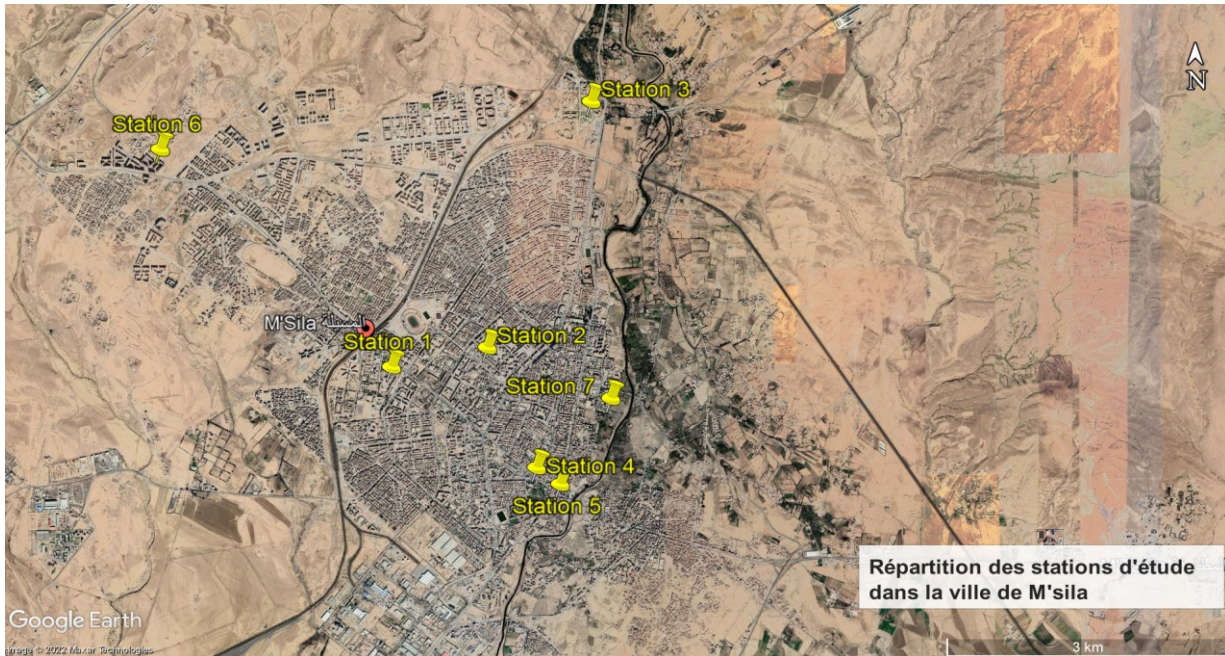 Station 3
N
Station 6
M'Sila المسيلة
Station 1
Station 2
Station 7
Station 4
Station 5
Répartition des stations d'étude
dans la ville de M'sila
Google Earth
Image © 2022 Maxar Technologies
3 km